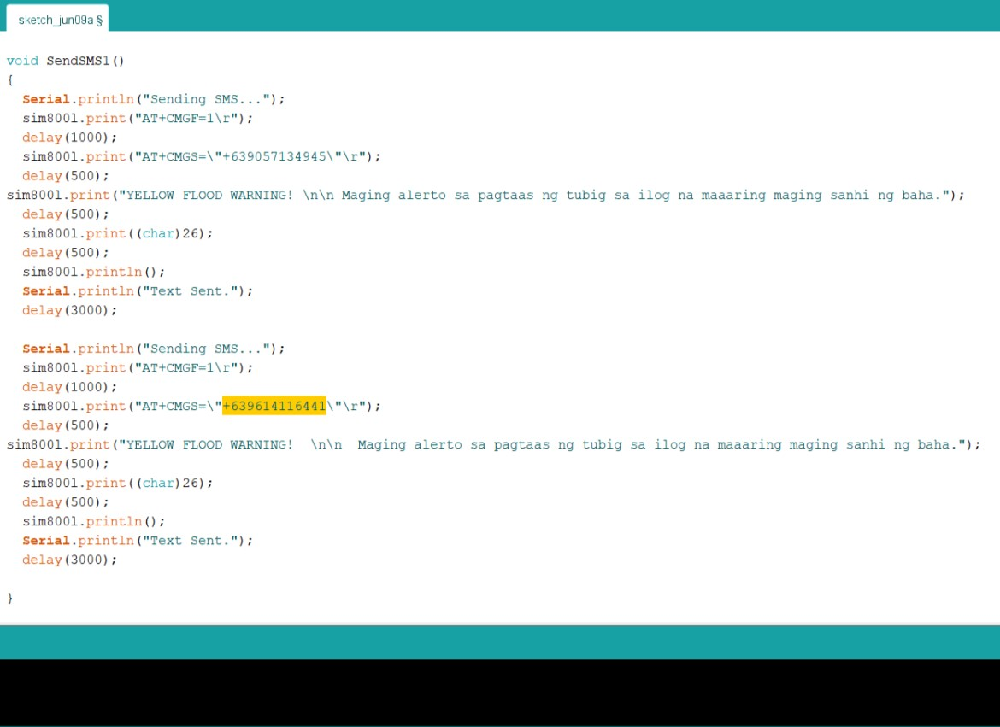 sketch_jun09a §
void SendSMS1()
{
Serial.println("Sending SMS...");
sim800l.print("AT+CMGF=1\r");
delay(1000);
sim800l.print("AT+CMGS=\"+639057134945\"\r");
delay(500);
sim800l.print("YELLOW FLOOD WARNING! \n\n Maging alerto sa pagtaas ng tubig sa ilog na maaaring maging sanhi ng baha.");
delay(500);
sim800l.print((char)26);
delay(500);
sim800l.println();
Serial.println("Text Sent.");
delay(3000);
Serial.println("Sending SMS...");
sim800l.print("AT+CMGF=1\r");
delay(1000);
sim800l.print("AT+CMGS=\"+639614116441\"\r");
delay(500);
sim800l.print("YELLOW FLOOD WARNING!  \n\n  Maging alerto sa pagtaas ng tubig sa ilog na maaaring maging sanhi ng baha.");
delay(500);
sim800l.print((char)26);
delay(500);
sim800l.println();
Serial.println("Text Sent.");
delay(3000);
}